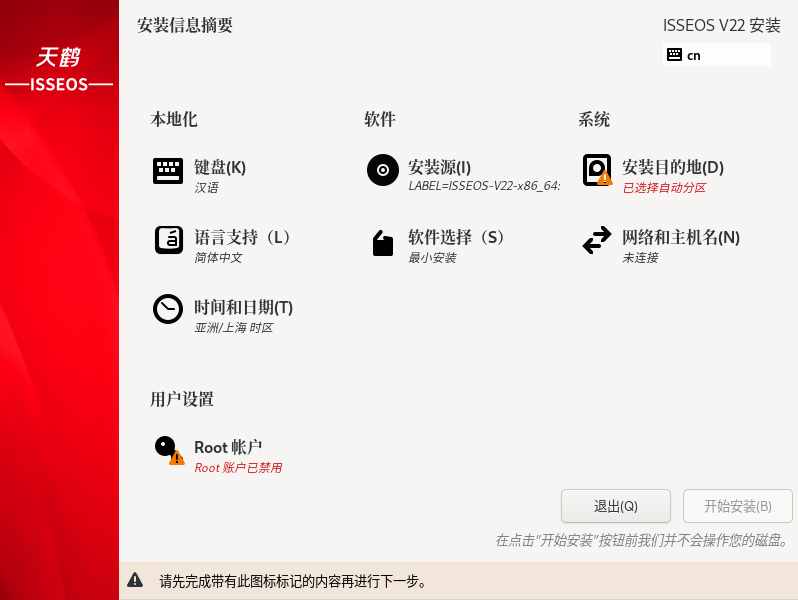 天鹤
ISSEOS
安装信息摘要
ISSEOS V22 安装
cn
本地化
键盘(K)
汉语
语言支持（L）
简体中文
时间和日期(T)
亚洲/上海 时区
软件
安装源(I)
LABEL=ISSEOS-V22-x86_64:
软件选择（S）
最小安装
系统
安装目的地(D)
已选择自动分区
网络和主机名(N)
未连接
用户设置
Root 帐户
Root 账户已禁用
退出(Q)
开始安装(B)
在点击“开始安装”按钮前我们并不会操作您的磁盘。
请先完成带有此图标标记的内容再进行下一步。